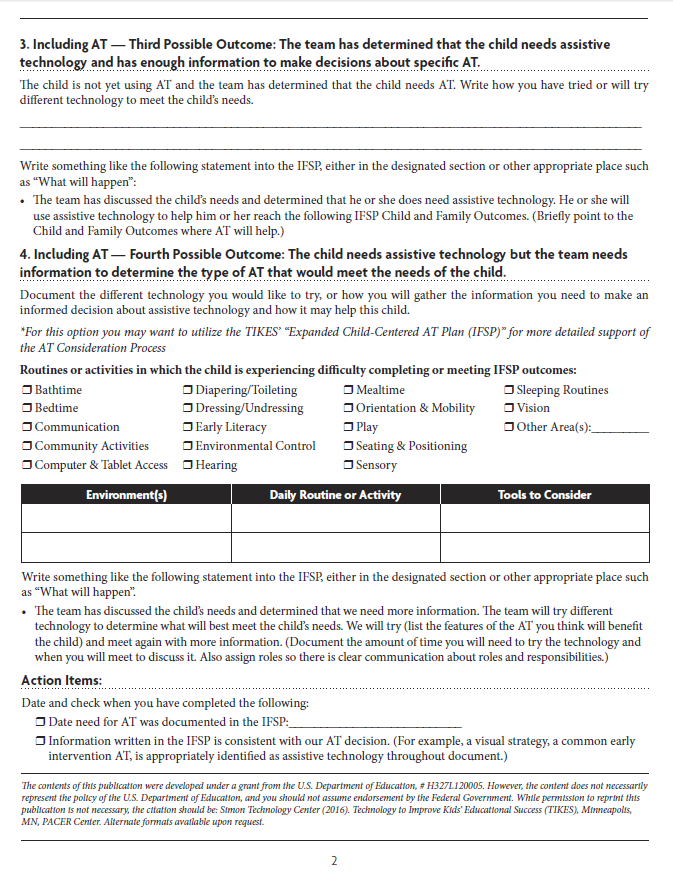 3. Including AT — Third Possible Outcome: The team has determined that the child needs assistive
technology and has enough information to make decisions about specific AT.
The child is not yet using AT and the team has determined that the child needs AT. Write how you have tried or will try
different technology to meet the child's needs.
Write something like the following statement into the IFSP, either in the designated section or other appropriate place such
as “What will happen”:
• The team has discussed the child's needs and determined that he or she does need assistive technology. He or she will
use assistive technology to help him or her reach the following IFSP Child and Family Outcomes. (Briefly point to the
Child and Family Outcomes where AT will help.)
4. Including AT — Fourth Possible Outcome: The child needs assistive technology but the team needs
information to determine the type of AT that would meet the needs of the child.
Document the different technology you would like to try, or how you will gather the information you need to make an
informed decision about assistive technology and how it may help this child.
*For this option you may want to utilize the TIKES' “Expanded Child-Centered AT Plan (IFSP)” for more detailed support of
the AT Consideration Process
Routines or activities in which the child is experiencing difficulty completing or meeting IFSP outcomes:
❒ Bathtime ❒ Diapering/Toileting ❒ Mealtime ❒ Sleeping Routines
❒ Bedtime ❒ Dressing/Undressing ❒ Orientation & Mobility ❒ Vision
❒ Communication ❒ Early Literacy ❒ Play ❒ Other Area(s):_________
❒ Community Activities ❒ Environmental Control ❒ Seating & Positioning
❒ Computer & Tablet Access ❒ Hearing ❒ Sensory
Environment(s) Daily Routine or Activity Tools to Consider
Write something like the following statement into the IFSP, either in the designated section or other appropriate place such
as “What will happen”.
• The team has discussed the child's needs and determined that we need more information. The team will try different
technology to determine what will best meet the child's needs. We will try (list the features of the AT you think will benefit
the child) and meet again with more information. (Document the amount of time you will need to try the technology and
when you will meet to discuss it. Also assign roles so there is clear communication about roles and responsibilities.)
Action Items:
Date and check when you have completed the following:
❒ Date need for AT was documented in the IFSP:___________________________
❒ Information written in the IFSP is consistent with our AT decision. (For example, a visual strategy, a common early
intervention AT, is appropriately identified as assistive technology throughout document.)
The contents of this publication were developed under a grant from the U.S. Department of Education, # H327L120005. However, the content does not necessarily
represent the policy of the U.S. Department of Education, and you should not assume endorsement by the Federal Government. While permission to reprint this
publication is not necessary, the citation should be: Simon Technology Center (2016). Technology to Improve Kids' Educational Success (TIKES), Minneapolis,
MN, PACER Center. Alternate formats available upon request.
2